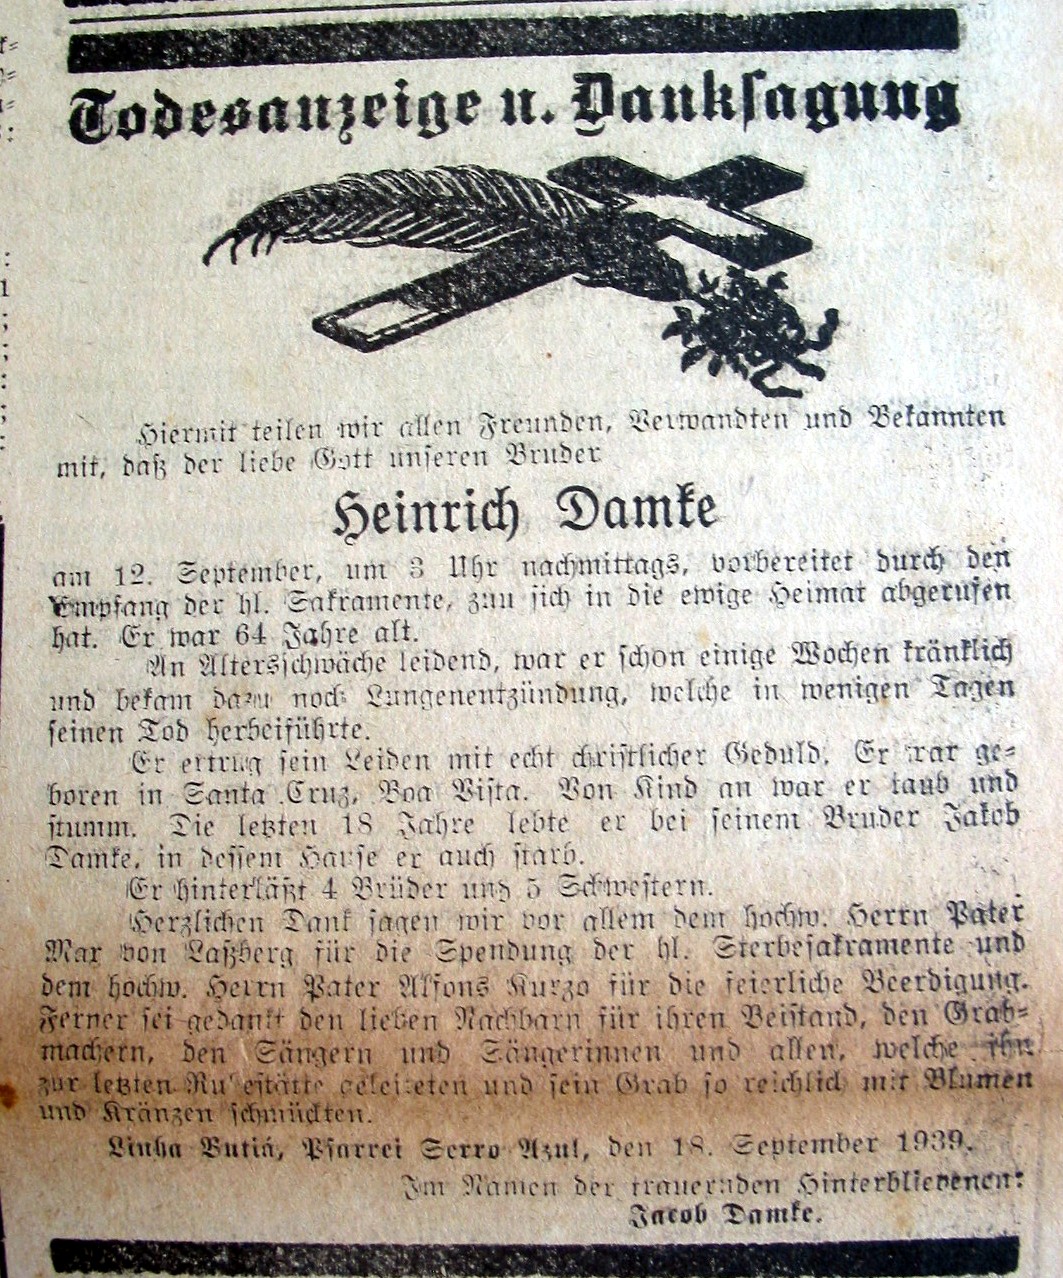 Todesanzeige u. Danksagung
Hiermit teilen wir allen Freunden, Verwandten und Bekannten
mit, daß der liebe Gott unseren Bruder
Heinrich Damke
am 12. September, um 3 Uhr nachmittags, vorbereitet durch den
Empfang der hl. Sakramente, zuu sich in die ewige Heimat abgerufen
hat. Er war 64 Jahre alt.
An Altersschwäche leidend, war er schon einige Wochen kränklich
und bekam dazu noch Lungenentzündung, welche in wenigen Tagen
seinen Tod herbeiführte.
Er ertrug sein Leiden mit echt christlicher Geduld. Er war ge-
boren in Santa Cruz, Boa Vista. Von Kind an war er taub und
stumm. Die letzten 18 Jahre lebte er bei seinem Bruder Jakob
Damke, in dessem Hause er auch starb.
Er hinterläßt 4 Brüder und 5 Schwestern.
Herzlichen Dank sagen wir vor allem dem hochw. Herrn Pater
Max von Laßberg für die Spendung der hl. Sterbesakramente und
dem hochw. Herrn Pater Alfons Kurzo für die feierliche Beerdigung.
Ferner sei gedankt den lieben Nachbarn für ihren Beistand, den Grab-
machern, den Sängern und Sängerinnen und allen, welche ihn
zur letzten Ruhestätte geleiteten und sein Grab so reichlich mit Blumen
und Kränzen schmückten.
Linha Butiá, Pfarrei Serro Azul, den 18. September 1939.
Im Namen der trauernden Hinterbliebenen:
Jacob Damke.